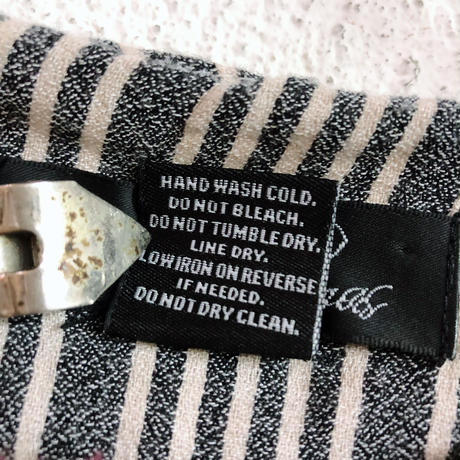 HAND WASH COLD.
DO NOT BLEACH.
DO NOT TUMBLE DRY.
LINE DRY.
LOW IRON ON REVERSE
IF NEEDED.
DO NOT DRY CLEAN.